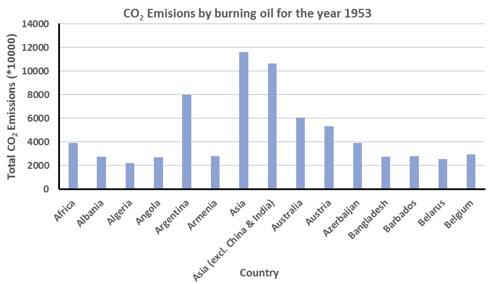 CO₂ Emisions by burning oil for the year 1953
Total CO₂ Emissions (*10000)
14000
12000
10000
8000
6000
4000
2000
0
Africa
Albania
Algeria
Angola
Argentina
Armenia
Asia
Asia (excl. China & India)
Australia
Austria
Azerbaijan
Bangladesh
Barbados
Belarus
Belgium
Country